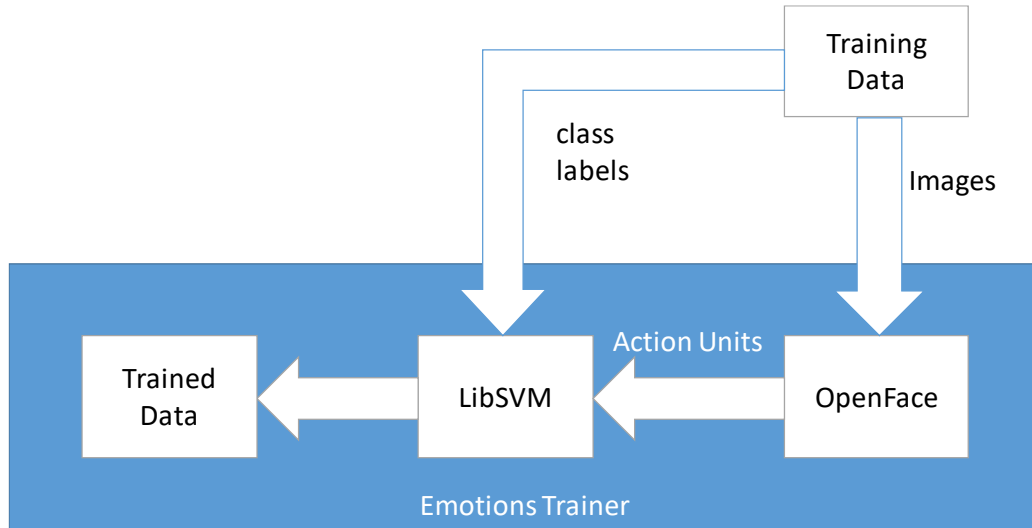 Training
Data
class
labels
Images
Action Units
Trained
Data
LibSVM
OpenFace
Emotions Trainer